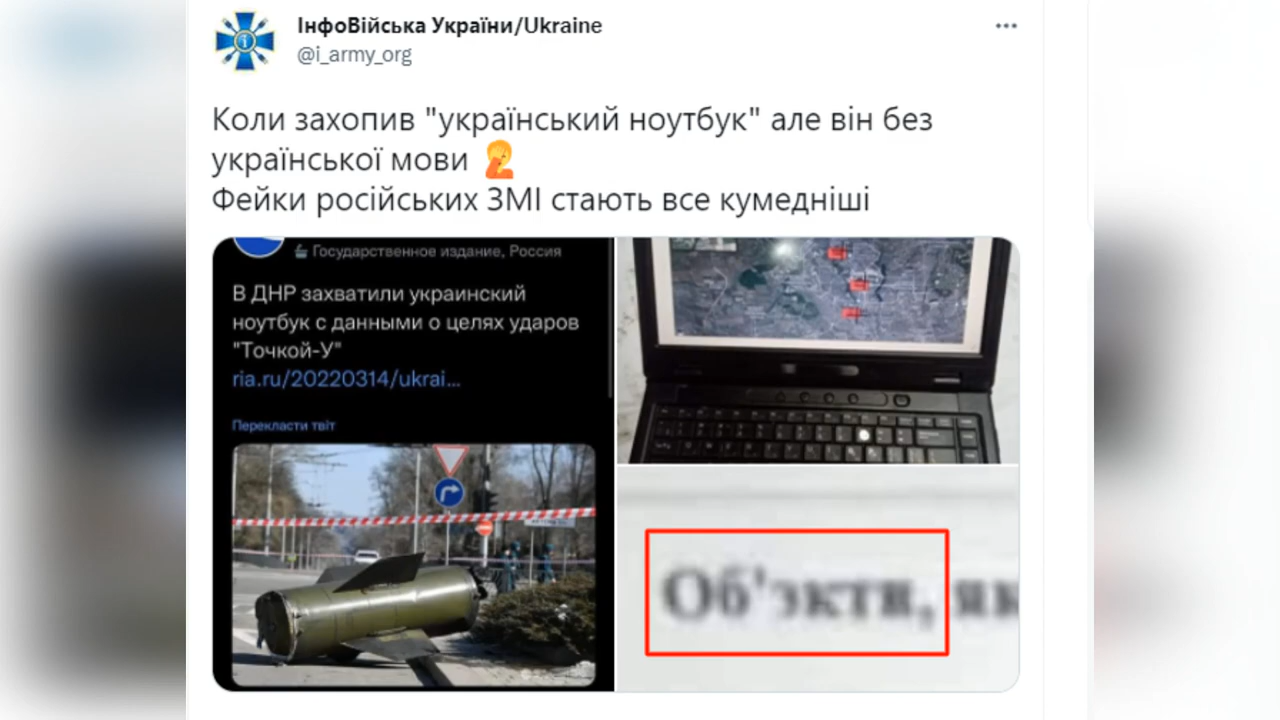 ІнфоВійська України/Ukraine
@i_army_org
Коли захопив "український ноутбук" але він без
української мови
Фейки російських ЗМІ стають все кумедніші
Государственное издание, Россия
В ДНР захватили украинский
ноутбук с данными о целях ударов
"Точкой-У"
ria.ru/20220314/ukrai...
Перекласти твіт
Об'экти, як